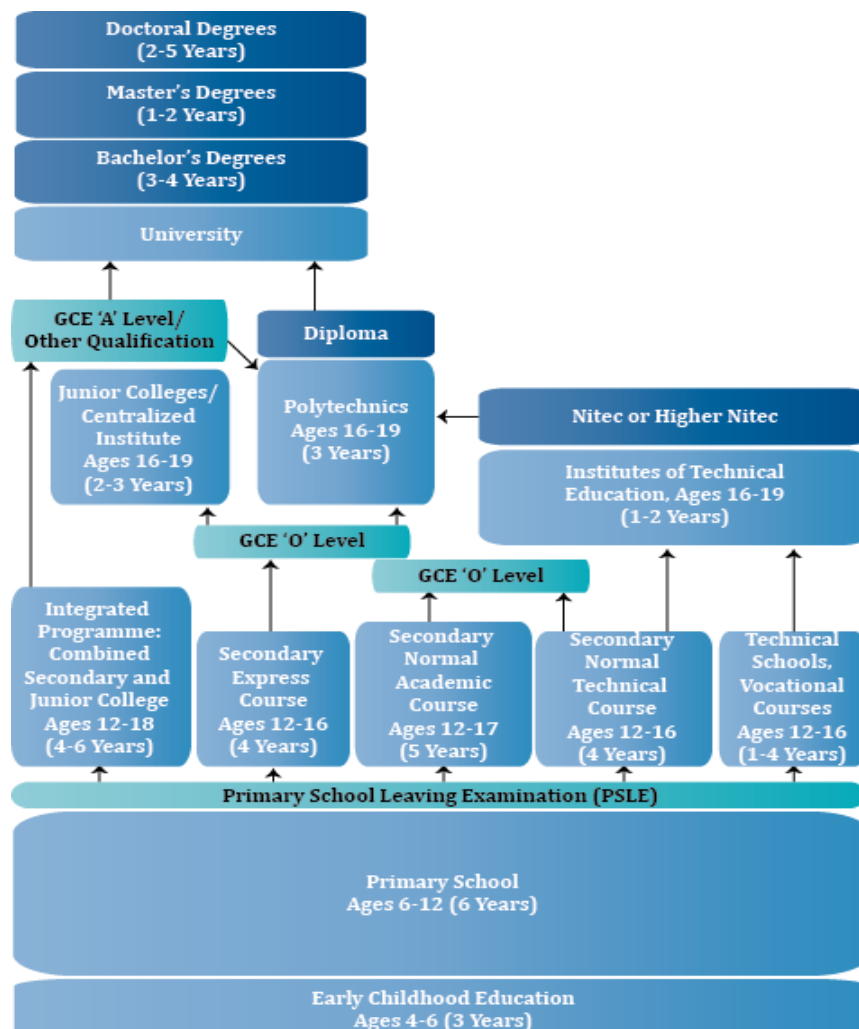 Doctoral Degrees
(2-5 Years)
Master's Degrees
(1-2 Years)
Bachelor's Degrees
(3-4 Years)
University
GCE 'A' Level/
Other Qualification
Diploma
Junior Colleges/
Centralized
Institute
Ages 16-19
(2-3 Years)
Polytechnics
Ages 16-19
(3 Years)
Nitec or Higher Nitec
Institutes of Technical
Education, Ages 16-19
(1-2 Years)
GCE 'O' Level
GCE 'O' Level
Integrated
Programme:
Combined
Secondary and
Junior College
Ages 12-18
(4-6 Years)
Secondary
Express
Course
Ages 12-16
(4 Years)
Secondary
Normal
Academic
Course
Ages 12-17
(5 Years)
Secondary
Normal
Technical
Course
Ages 12-16
(4 Years)
Technical
Schools,
Vocational
Courses
Ages 12-16
(1-4 Years)
Primary School Leaving Examination (PSLE)
Primary School
Ages 6-12 (6 Years)
Early Childhood Education
Ages 4-6 (3 Years)